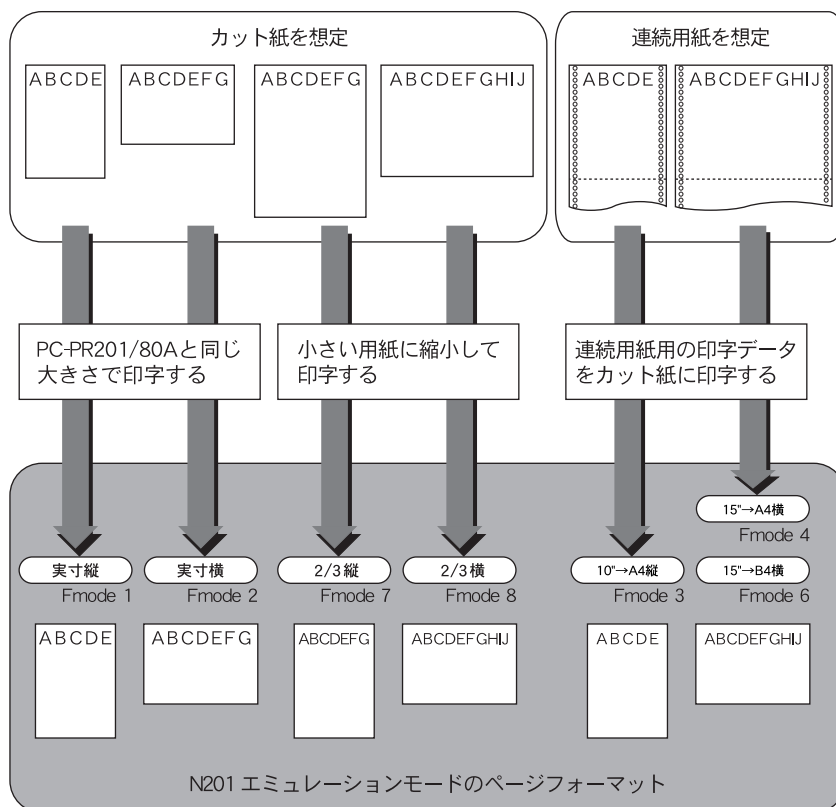 カット紙を想定
連続用紙を想定
ABCDE
ABCDEFG
ABCDEFG
ABCDEFGHIJ
ABCDE
ABCDEFGHIJ
PC-PR201/80Aと同じ
大きさで印字する
小さい用紙に縮小して
印字する
連続用紙用の印字データ
をカット紙に印字する
15"→A4横
Fmode 4
実寸縦
実寸横
2/3縦
2/3横
10"→A4縦
15"→B4横
Fmode 1
Fmode 2
Fmode 7
Fmode 8
Fmode 3
Fmode 6
ABCDE
ABCDEFG
ABCDEFG
ABCDEFGHIJ
ABCDE
ABCDEFGHIJ
N201 エミュレーションモードのページフォーマット